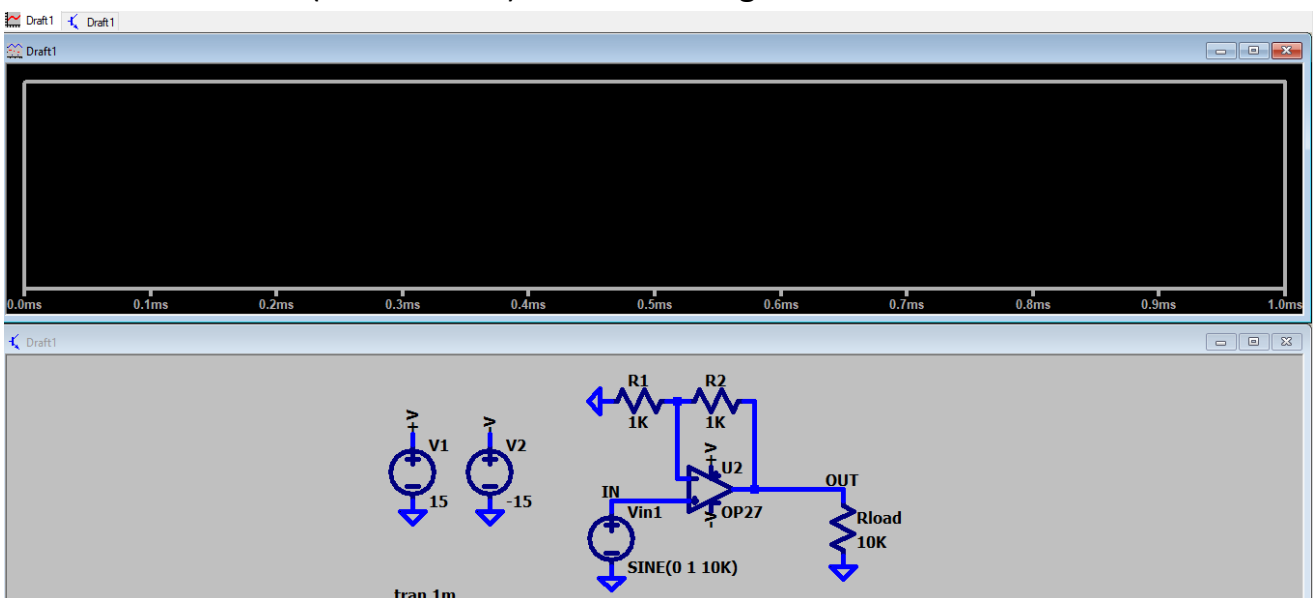 Draft1 Draft1
Draft1
0.0ms 0.1ms 0.2ms 0.3ms 0.4ms 0.5ms 0.6ms 0.7ms 0.8ms 0.9ms 1.0ms
Draft1
R1 R2
1K 1K
+V -V
V1 V2
15 -15
+V
U2
-V
OP27
IN
Vin1
SINE(0 1 10K)
OUT
Rload
10K
tran 1m